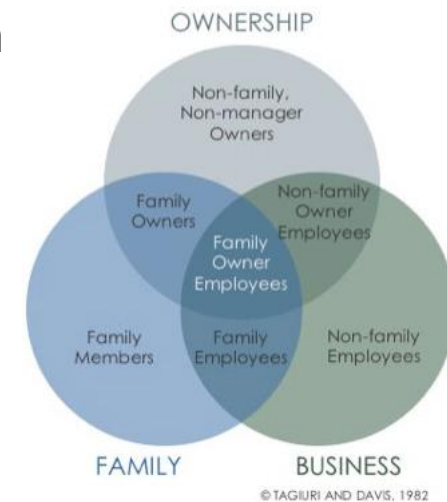 OWNERSHIP
Non-family,
Non-manager
Owners
Family
Owners
Non-family
Owner
Employees
Family
Owner
Employees
Family
Members
Family
Employees
Non-family
Employees
FAMILY
BUSINESS
© TAGIURI AND DAVIS, 1982